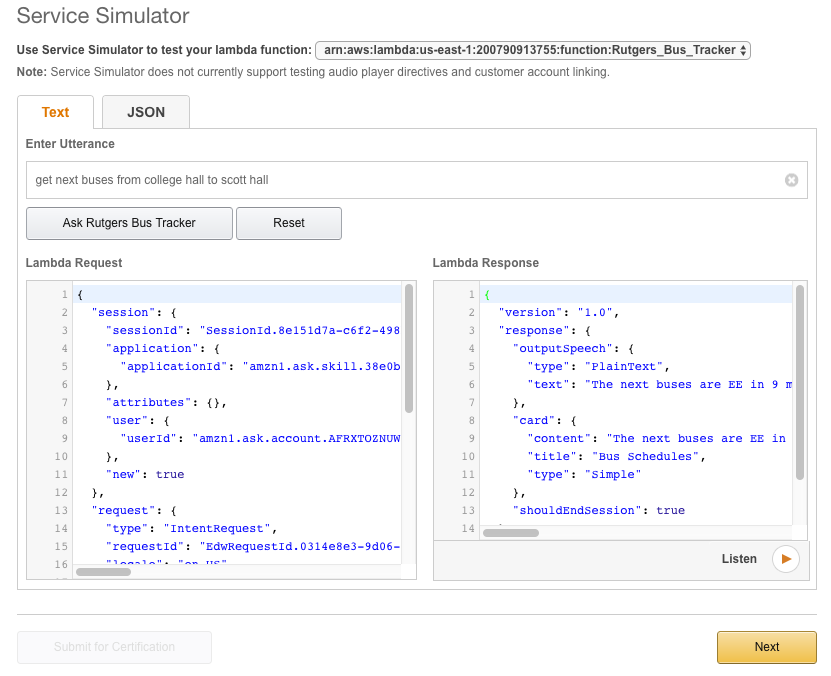 Service Simulator
Use Service Simulator to test your lambda function: arn:aws:lambda:us-east-1:200790913755:function:Rutgers_Bus_Tracker
Note: Service Simulator does not currently support testing audio player directives and customer account linking.
Text
JSON
Enter Utterance
get next buses from college hall to scott hall
Ask Rutgers Bus Tracker
Reset
Lambda Request
1 {
2 "session": {
3 "sessionId": "SessionId.8e151d7a-c6f2-498
4 "application": {
5 "applicationId": "amzn1.ask.skill.38e0b
6 },
7 "attributes": {},
8 "user": {
9 "userId": "amzn1.ask.account.AFRXTOZNUW
10 },
11 "new": true
12 },
13 "request": {
14 "type": "IntentRequest",
15 "requestId": "EdwRequestId.0314e8e3-9d06-
16 "locale": "en-US"
Lambda Response
1 {
2 "version": "1.0",
3 "response": {
4 "outputSpeech": {
5 "type": "PlainText",
6 "text": "The next buses are EE in 9 m
7 },
8 "card": {
9 "content": "The next buses are EE in
10 "title": "Bus Schedules",
11 "type": "Simple"
12 },
13 "shouldEndSession": true
14
Listen
Submit for Certification
Next